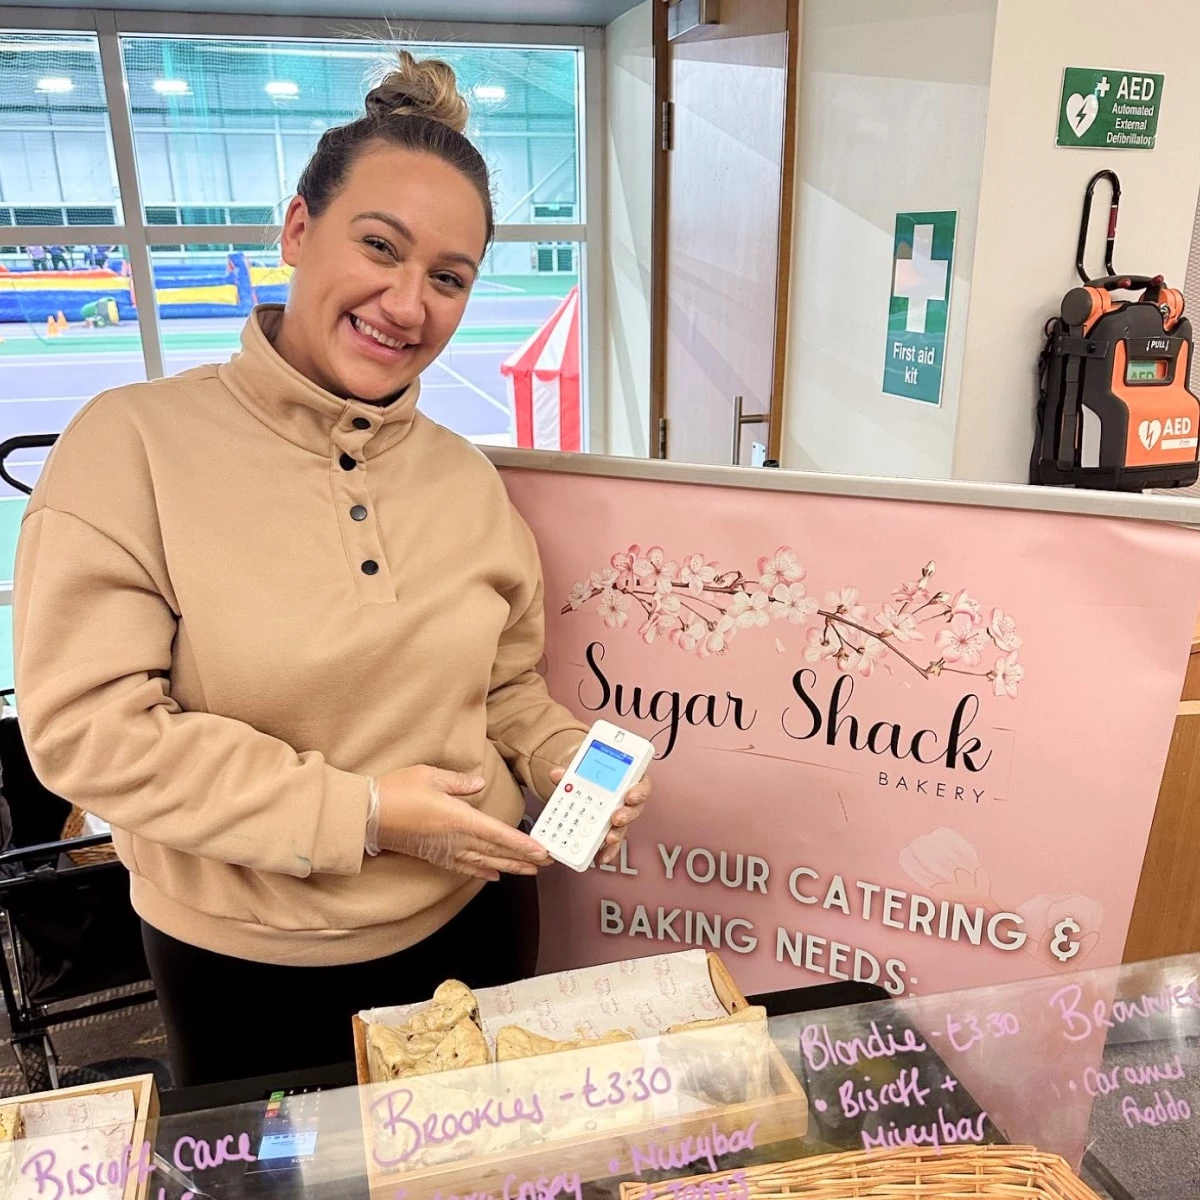 AED
Automated
External
Defibrillator
First aid
kit
PULL
AED
AED
Sugar Shack
BAKERY
YOUR CATERING &
BAKING NEEDS:
Biscoff Cake
Brookies - £3.30
• Milkybar
Blondie - £3.30
• Biscoff +
Milkybar
Brownies
• Caramel
Freddo